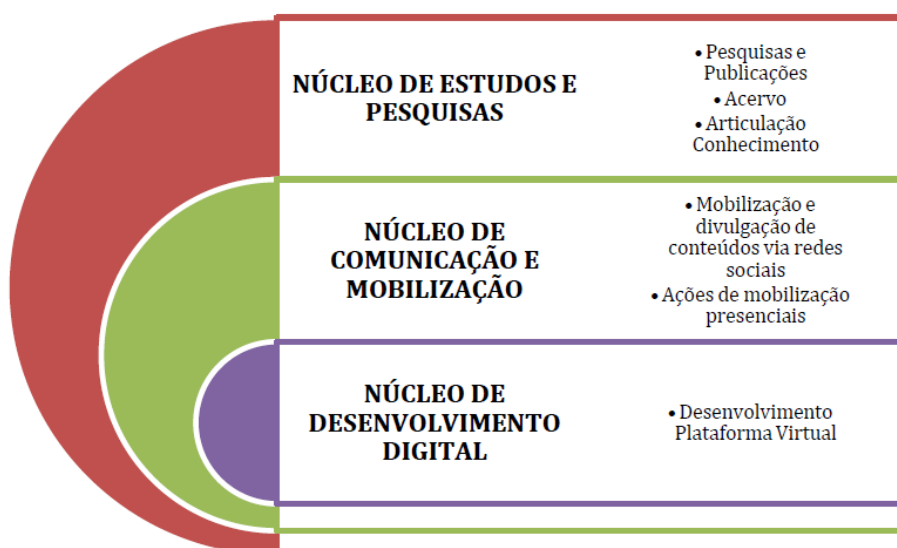 NÚCLEO DE ESTUDOS E
PESQUISAS
• Pesquisas e
Publicações
• Acervo
• Articulação
Conhecimento
NÚCLEO DE
COMUNICAÇÃO E
MOBILIZAÇÃO
• Mobilização e
divulgação de
conteúdos via redes
sociais
• Ações de mobilização
presenciais
NÚCLEO DE
DESENVOLVIMENTO
DIGITAL
• Desenvolvimento
Plataforma Virtual